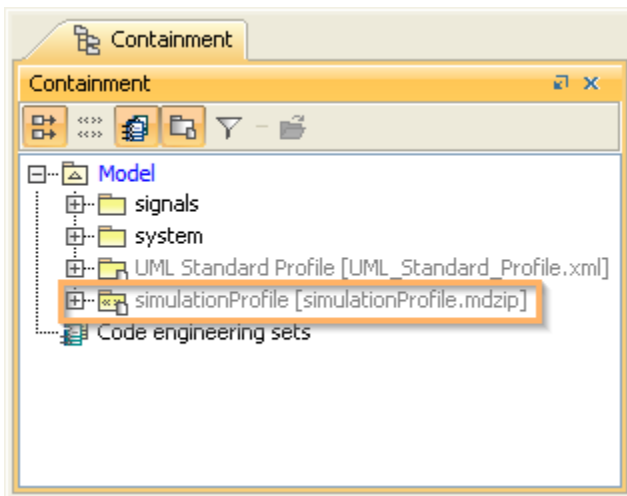 Containment
Containment
Model
signals
system
UML Standard Profile [UML_Standard_Profile.xml]
simulationProfile [simulationProfile.mdzip]
Code engineering sets